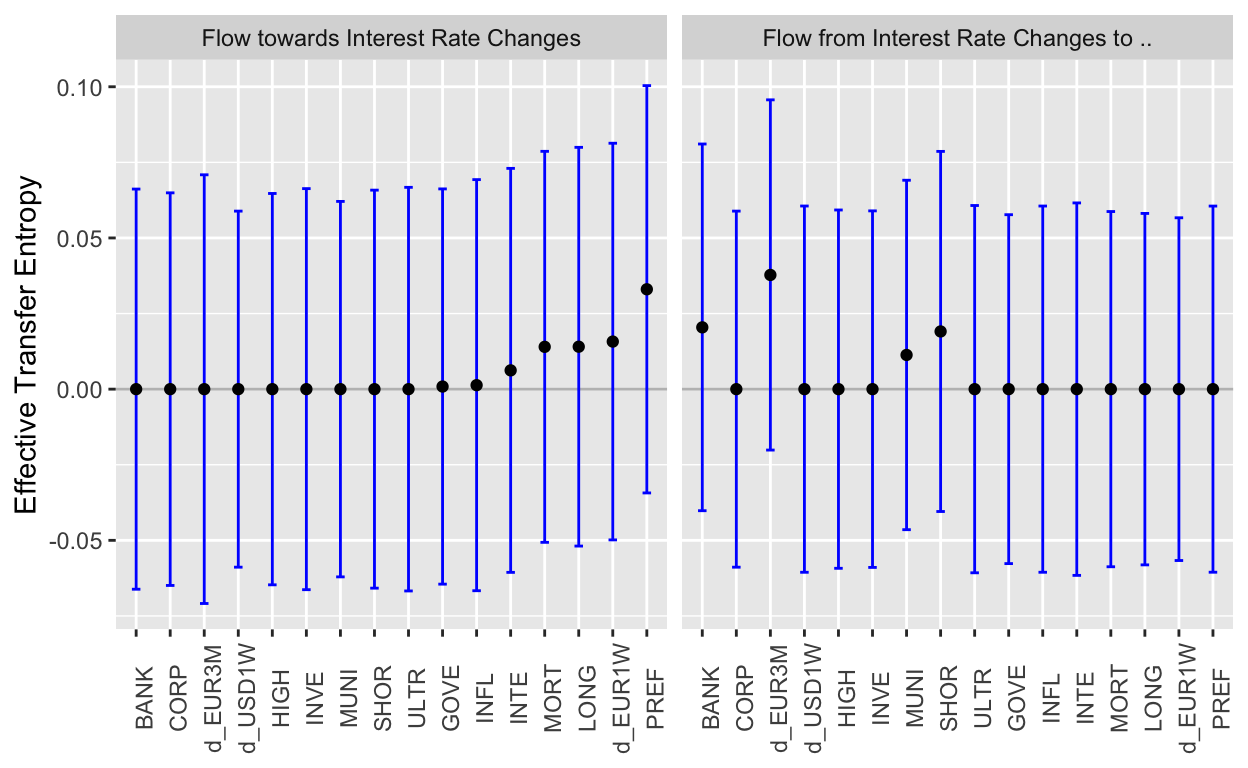 Flow towards Interest Rate Changes
Flow from Interest Rate Changes to ..
Effective Transfer Entropy
0.10
0.05
0.00
-0.05
BANK
CORP
d_EUR3M
d_USD1W
HIGH
INVE
MUNI
SHOR
ULTR
GOVE
INFL
INTE
MORT
LONG
d_EUR1W
PREF
BANK
CORP
d_EUR3M
d_USD1W
HIGH
INVE
MUNI
SHOR
ULTR
GOVE
INFL
INTE
MORT
LONG
d_EUR1W
PREF